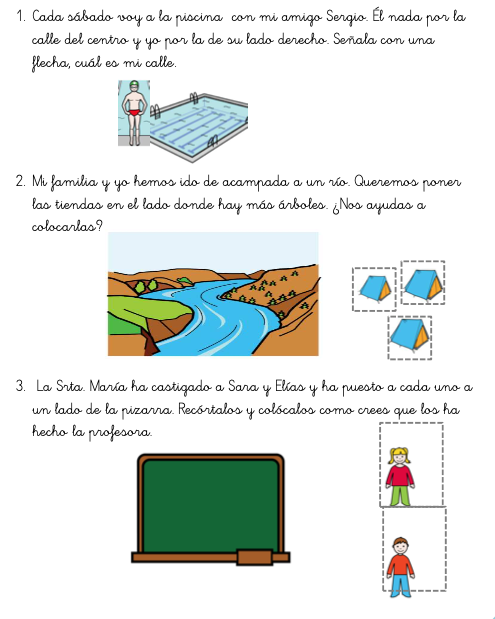 1. Cada sábado voy a la piscina con mi amigo Sergio. Él nada por la
calle del centro y yo por la de su lado derecho. Señala con una
flecha, cuál es mi calle.
2. Mi familia y yo hemos ido de acampada a un río. Queremos poner
las tiendas en el lado donde hay más árboles. ¿Nos ayudas a
colocarlas?
3. La Srta. María ha castigado a Sara y Elías y ha puesto a cada uno a
un lado de la pizarra. Recórtalos y colócalos como crees que los ha
hecho la profesora.